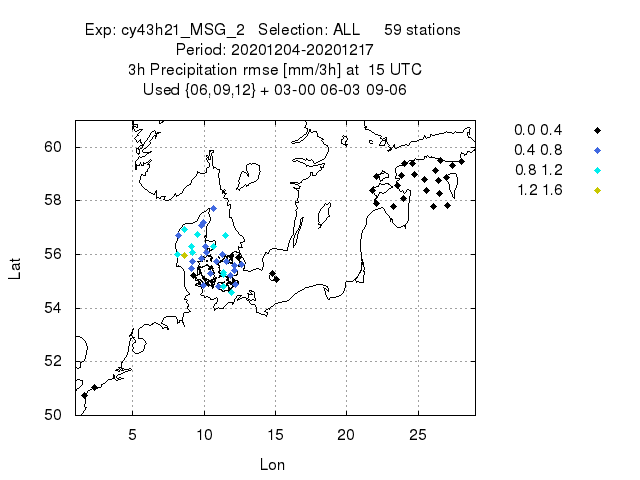 Exp: cy43h21_MSG_2 Selection: ALL 59 stations
Period: 20201204-20201217
3h Precipitation rmse [mm/3h] at 15 UTC
Used {06,09,12} + 03-00 06-03 09-06
0.0 0.4
0.4 0.8
0.8 1.2
1.2 1.6
60
58
56
54
52
50
Lat
5 10 15 20 25
Lon